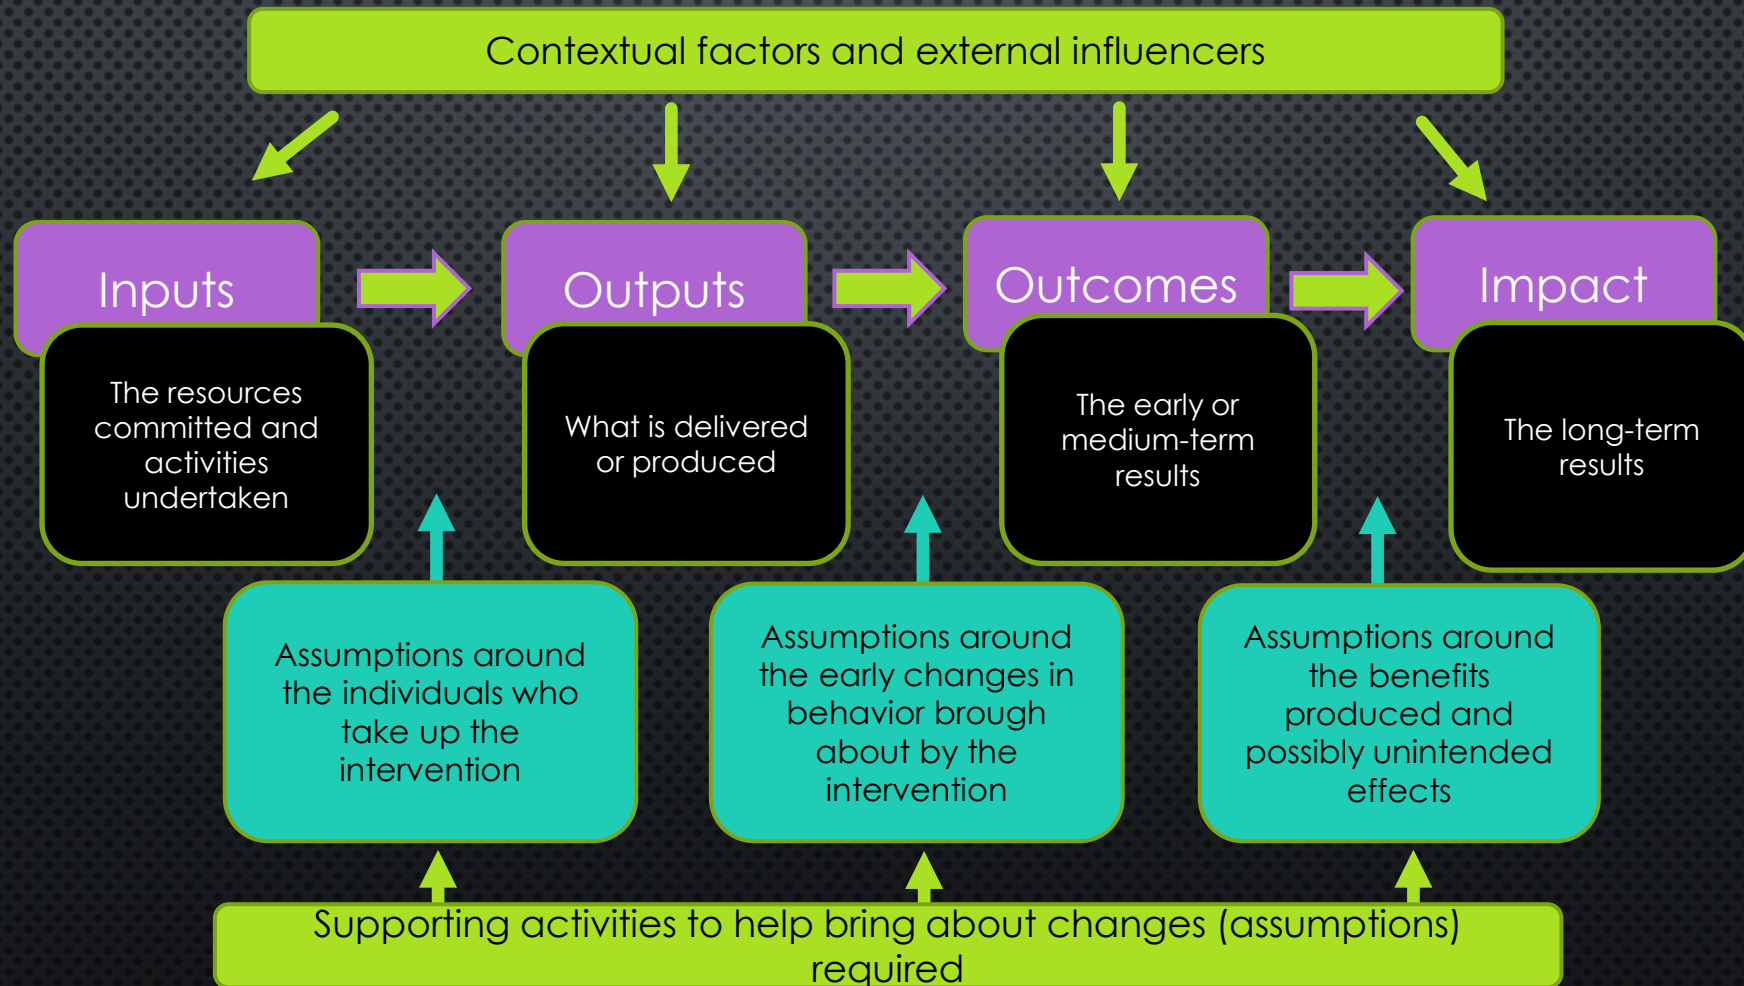 Contextual factors and external influencers
Inputs
Outputs
Outcomes
Impact
The resources
committed and
activities
undertaken
What is delivered
or produced
The early or
medium-term
results
The long-term
results
Assumptions around
the individuals who
take up the
intervention
Assumptions around
the early changes in
behavior brough
about by the
intervention
Assumptions around
the benefits
produced and
possibly unintended
effects
Supporting activities to help bring about changes (assumptions)
required